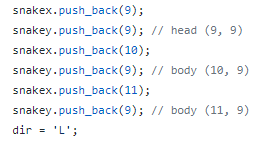 snakex.push_back(9);
snakey.push_back(9); // head (9, 9)
snakex.push_back(10);
snakey.push_back(9); // body (10, 9)
snakex.push_back(11);
snakey.push_back(9); // body (11, 9)
dir = 'L';